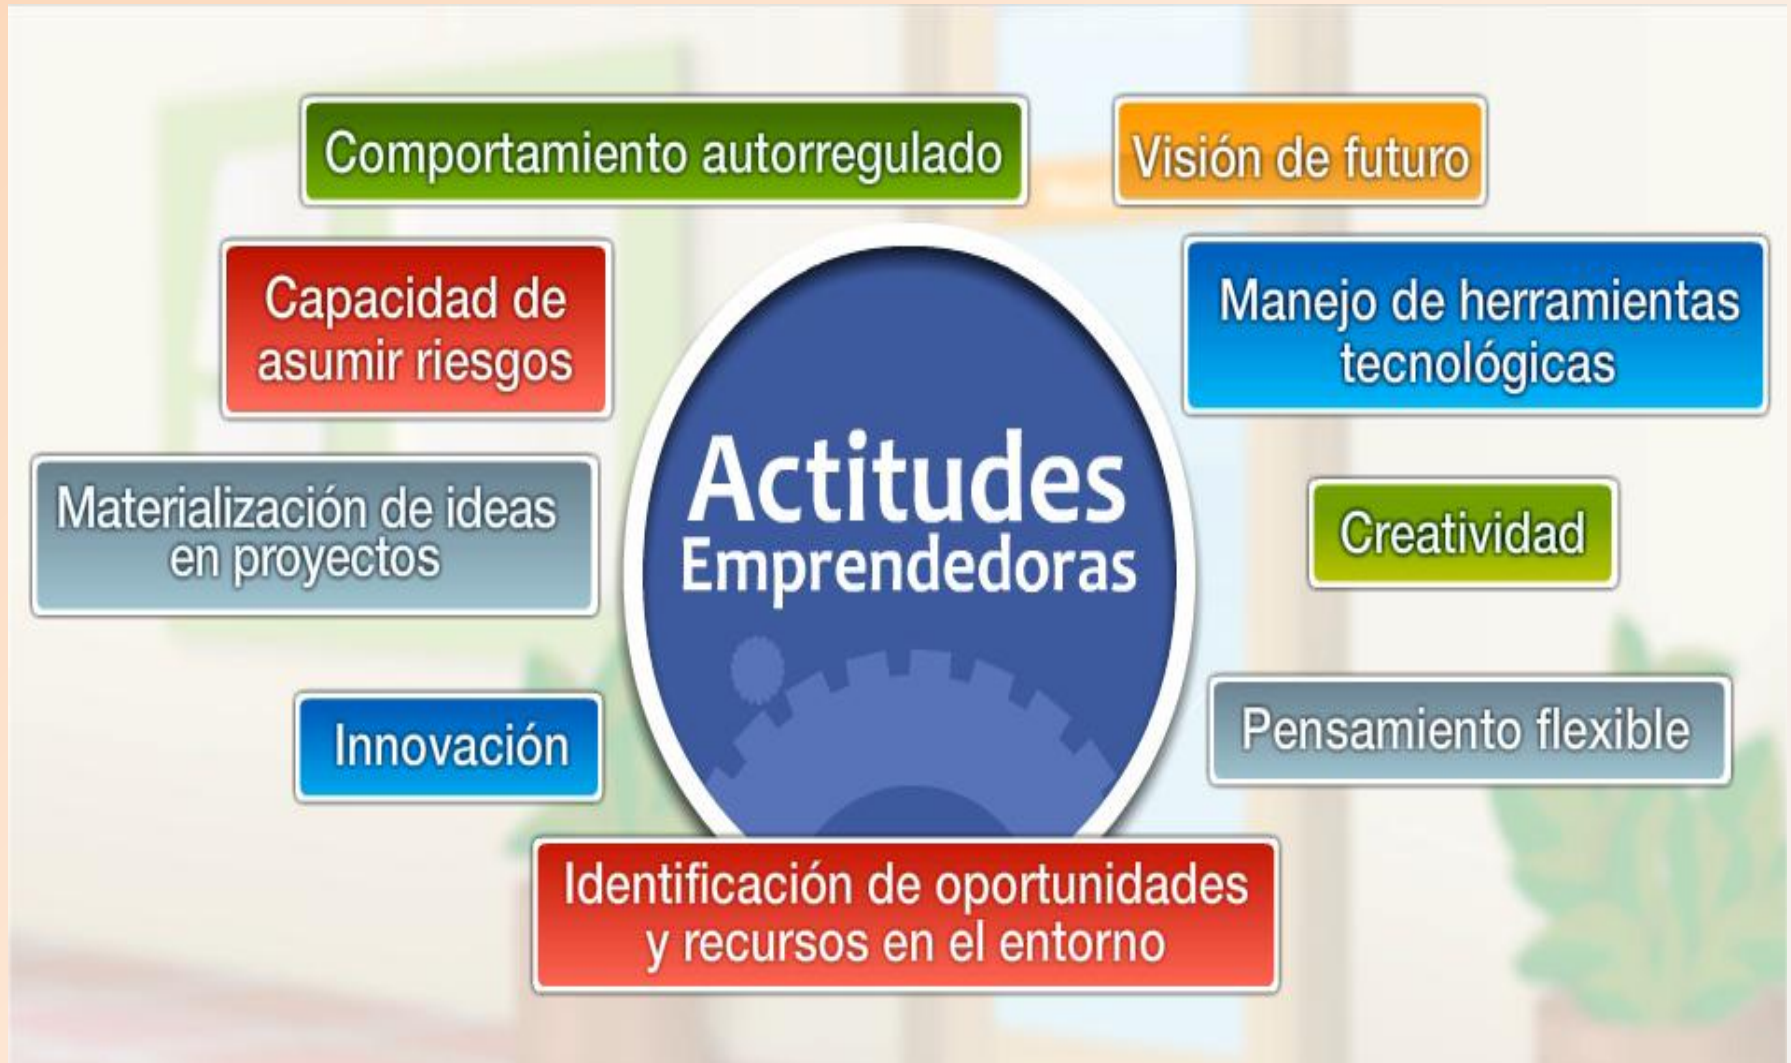 Comportamiento autorregulado
Visión de futuro
Capacidad de
asumir riesgos
Manejo de herramientas
tecnológicas
Materialización de ideas
en proyectos
Actitudes
Emprendedoras
Creatividad
Innovación
Pensamiento flexible
Identificación de oportunidades
y recursos en el entorno